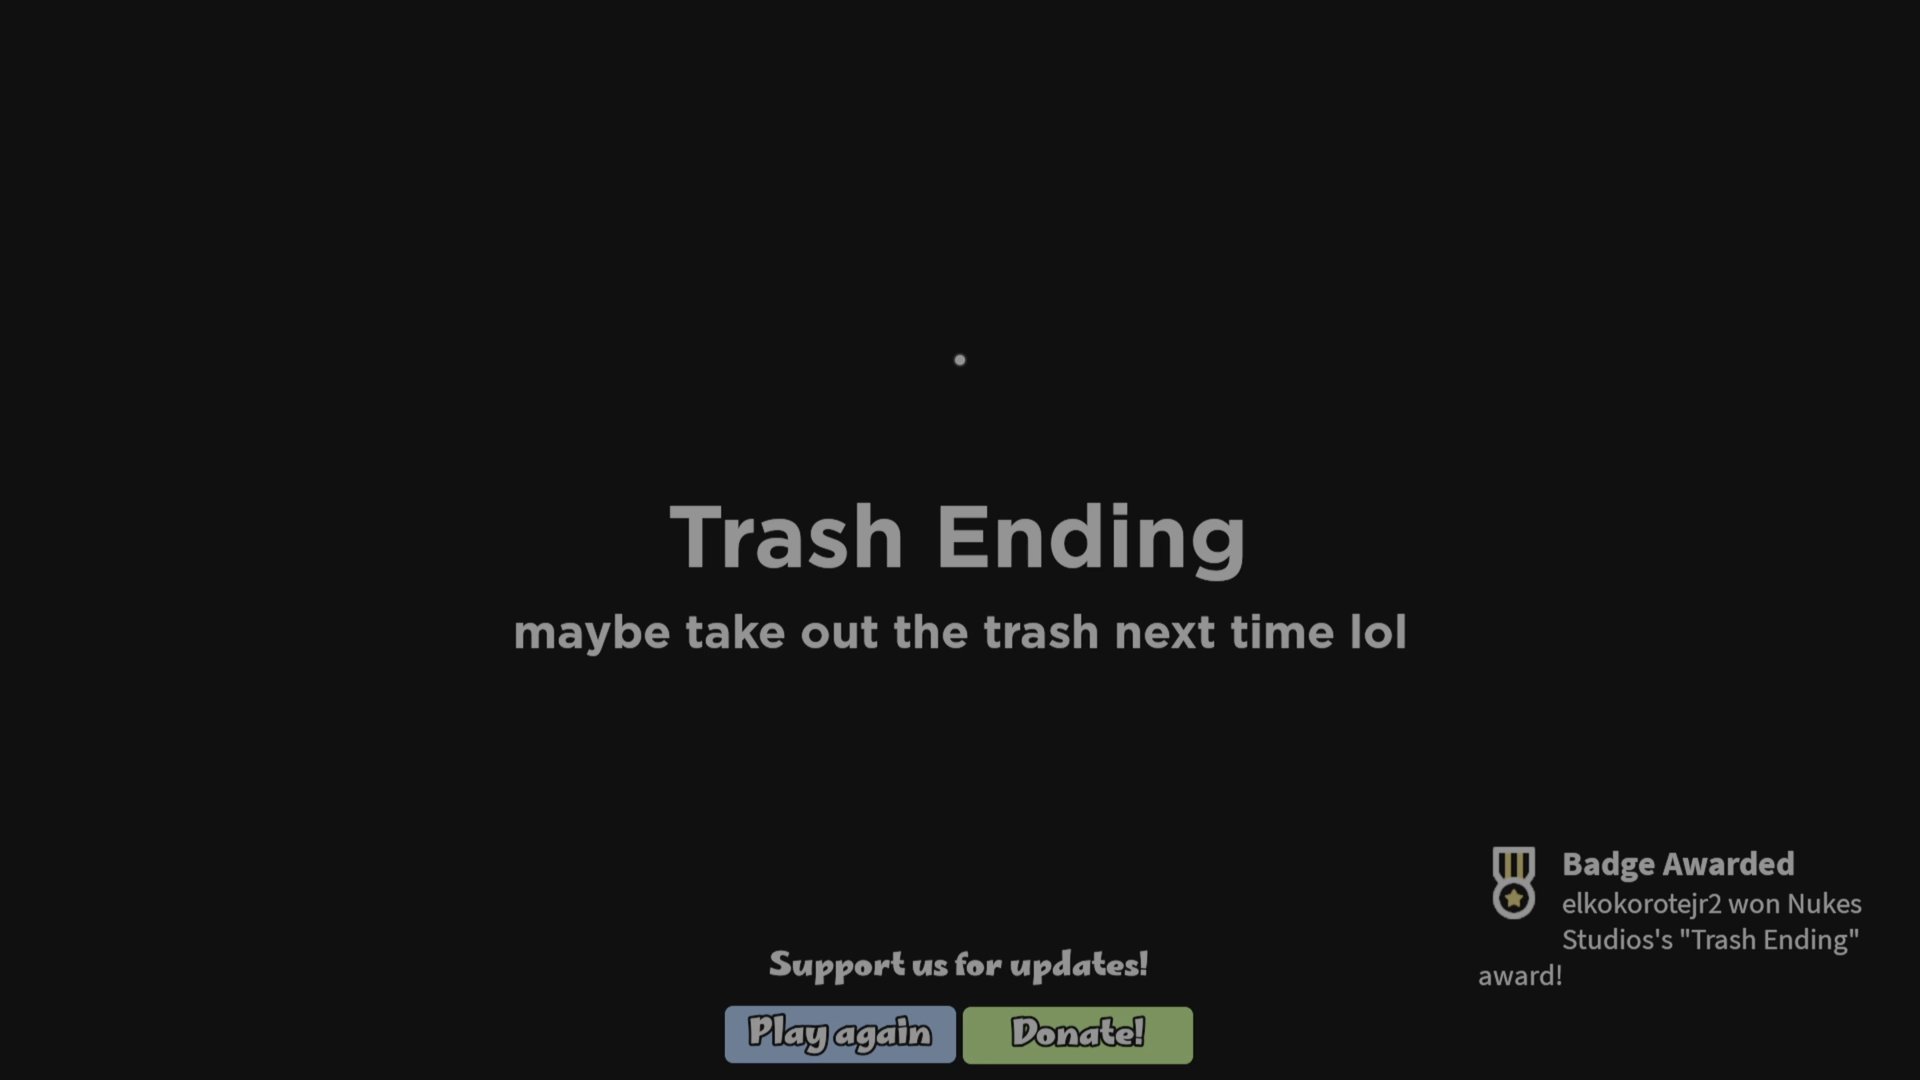 Trash Ending
maybe take out the trash next time lol
Badge Awarded
elkokorotejr2 won Nukes
Studios's "Trash Ending"
award!
Support us for updates!
Play again
Donate!